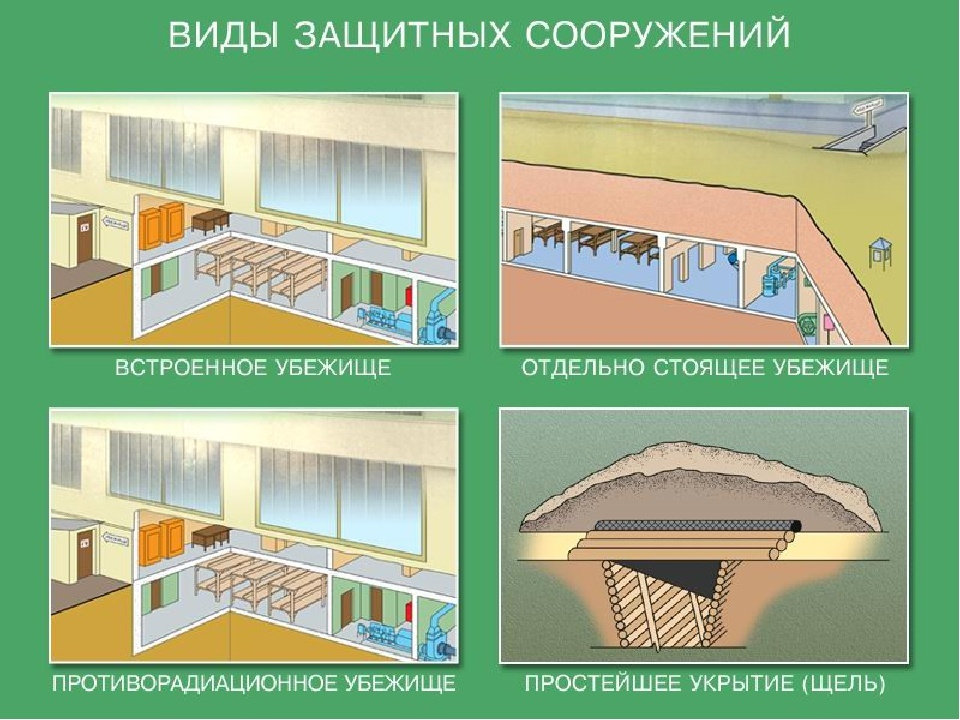 ВИДЫ ЗАЩИТНЫХ СООРУЖЕНИЙ
ВСТРОЕННОЕ УБЕЖИЩЕ
ОТДЕЛЬНО СТОЯЩЕЕ УБЕЖИЩЕ
ПРОТИВОРАДИАЦИОННОЕ УБЕЖИЩЕ
ПРОСТЕЙШЕЕ УКРЫТИЕ (ЩЕЛЬ)